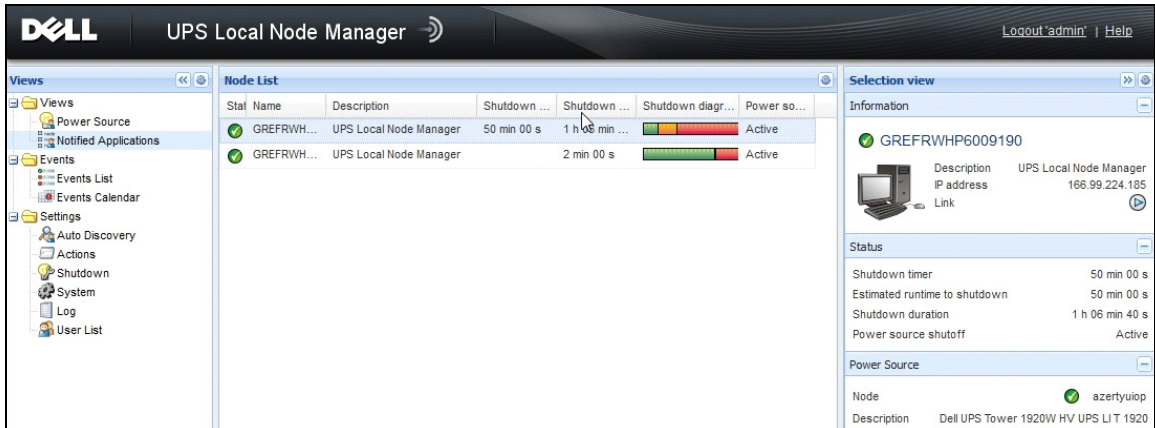 DELL UPS Local Node Manager Logout 'admin' | Help
Views
Views
Power Source
Notified Applications
Events
Events List
Events Calendar
Settings
Auto Discovery
Actions
Shutdown
System
Log
User List
Node List
Stat Name Description Shutdown ... Shutdown ... Shutdown diagr... Power so...
GREFRWH... UPS Local Node Manager 50 min 00 s 1 h 06 min ... Active
GREFRWH... UPS Local Node Manager 2 min 00 s Active
Selection view
Information
GREFRWHP6009190
Description UPS Local Node Manager
IP address 166.99.224.185
Link
Status
Shutdown timer 50 min 00 s
Estimated runtime to shutdown 50 min 00 s
Shutdown duration 1 h 06 min 40 s
Power source shutoff Active
Power Source
Node azertyuiop
Description Dell UPS Tower 1920W HV UPS LI T 1920